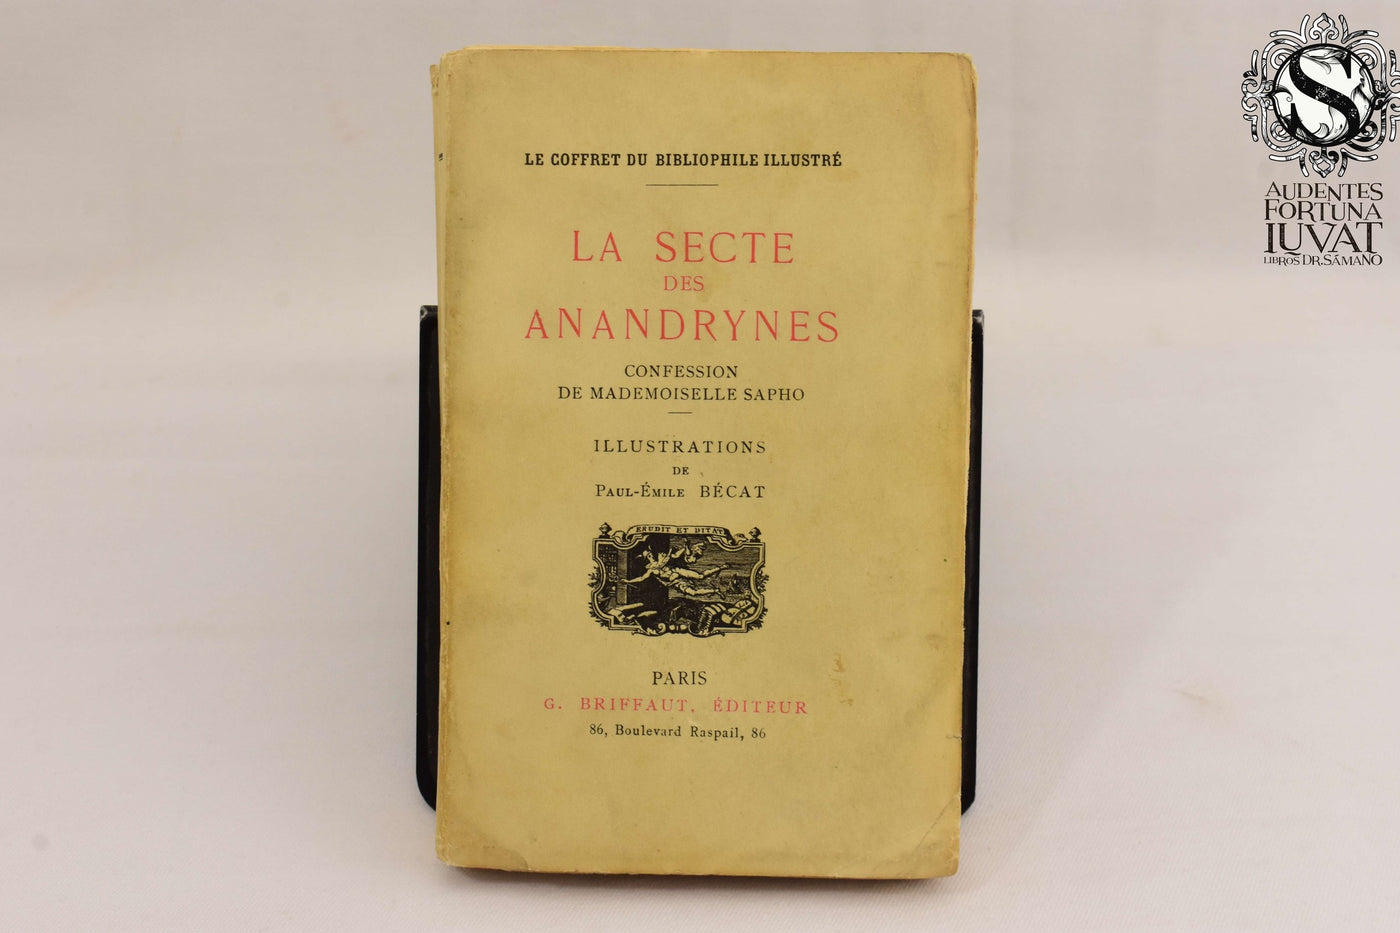 LE COFFRET DU BIBLIOPHILE ILLUSTRÉ
LA SECTE
DES
ANANDRYNES
CONFESSION
DE MADEMOISELLE SAPHO
ILLUSTRATIONS
DE
PAUL-ÉMILE BÉCAT
ERUDIT ET DITAT
PARIS
G. BRIFFAUT, ÉDITEUR
86, Boulevard Raspail, 86
S
AUDENTES
FORTUNA
IUVAT
LIBROS DR. SÁMANO